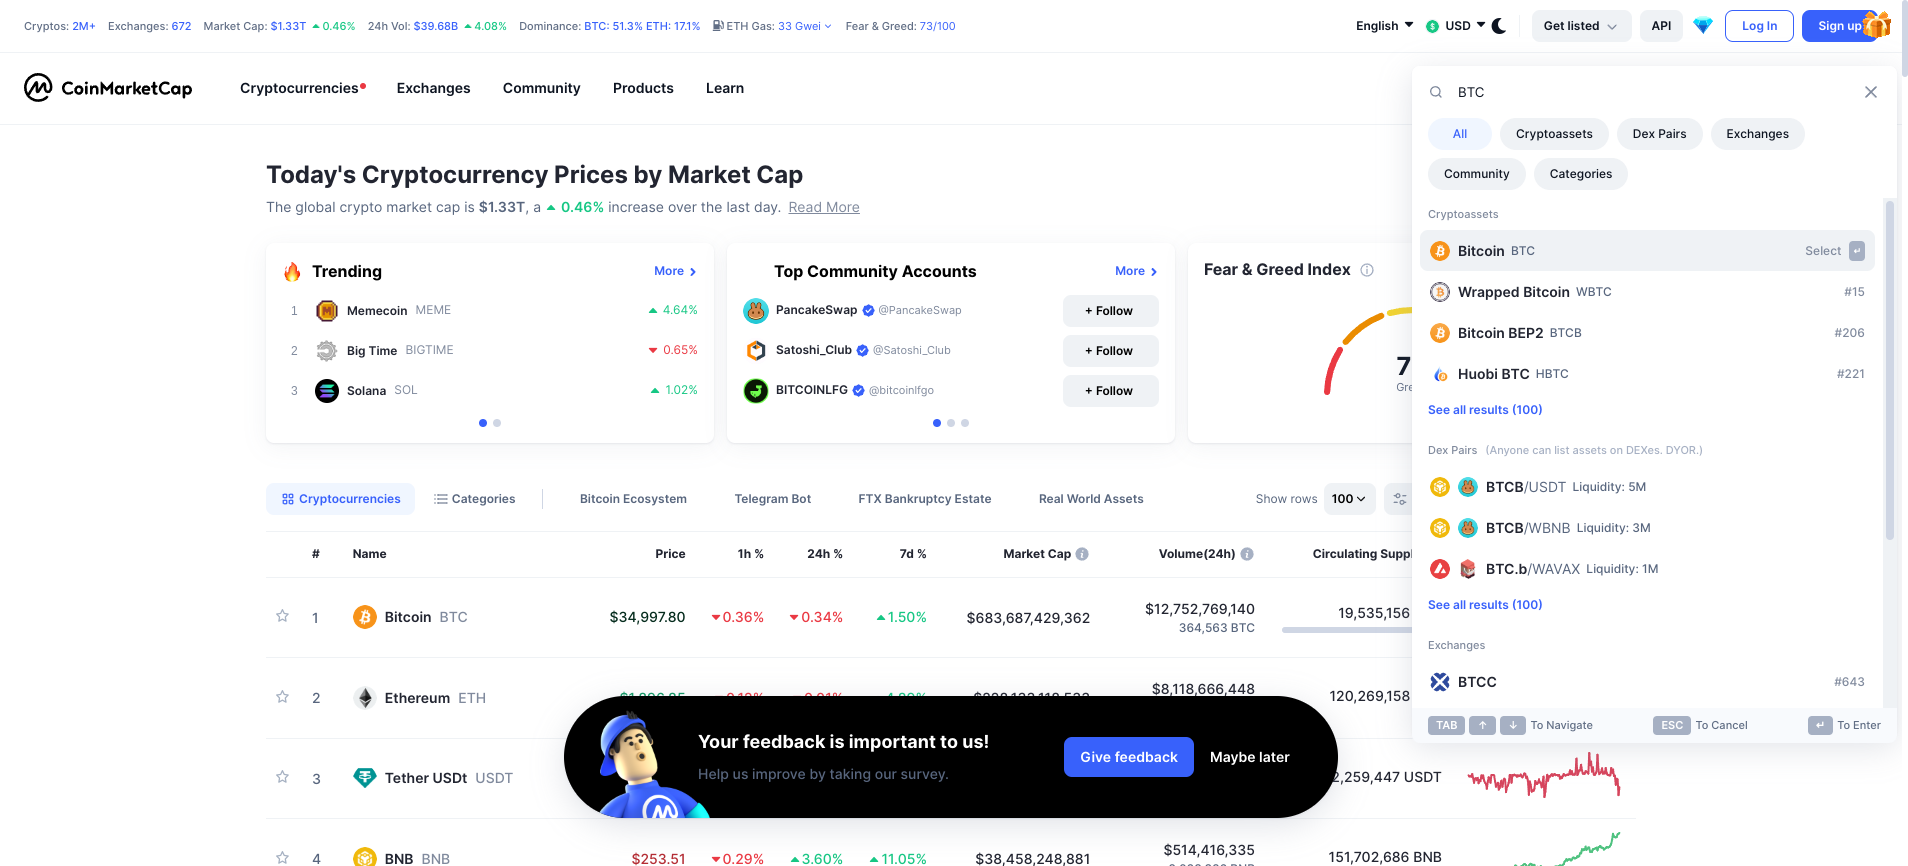 Cryptos: 2M+ Exchanges: 672 Market Cap: $1.33T 0.46% 24h Vol: $39.68B 4.08% Dominance: BTC: 51.3% ETH: 17.1% ETH Gas: 33 Gwei Fear & Greed: 73/100
English USD Get listed API Log In Sign up
CoinMarketCap Cryptocurrencies Exchanges Community Products Learn
Today's Cryptocurrency Prices by Market Cap
The global crypto market cap is $1.33T, a 0.46% increase over the last day. Read More
Trending More
1 Memecoin MEME 4.64%
2 Big Time BIGTIME 0.65%
3 Solana SOL 1.02%
Top Community Accounts More
PancakeSwap @PancakeSwap + Follow
Satoshi_Club @Satoshi_Club + Follow
BITCOINLFG @bitcoinlfgo + Follow
Fear & Greed Index
7
Gre
Cryptocurrencies Categories Bitcoin Ecosystem Telegram Bot FTX Bankruptcy Estate Real World Assets Show rows 100
# Name Price 1h % 24h % 7d % Market Cap Volume(24h) Circulating Suppl
1 Bitcoin BTC $34,997.80 0.36% 0.34% 1.50% $683,687,429,362 $12,752,769,140 19,535,156
364,563 BTC
2 Ethereum ETH $8,118,666,448 120,269,158
3 Tether USDt USDT 2,259,447 USDT
4 BNB BNB $253.51 0.29% 3.60% 11.05% $38,458,248,881 $514,416,335 151,702,686 BNB
Your feedback is important to us!
Help us improve by taking our survey.
Give feedback Maybe later
BTC
All Cryptoassets Dex Pairs Exchanges
Community Categories
Cryptoassets
Bitcoin BTC Select
Wrapped Bitcoin WBTC #15
Bitcoin BEP2 BTCB #206
Huobi BTC HBTC #221
See all results (100)
Dex Pairs (Anyone can list assets on DEXes. DYOR.)
BTCB/USDT Liquidity: 5M
BTCB/WBNB Liquidity: 3M
BTC.b/WAVAX Liquidity: 1M
See all results (100)
Exchanges
BTCC #643
TAB To Navigate ESC To Cancel To Enter